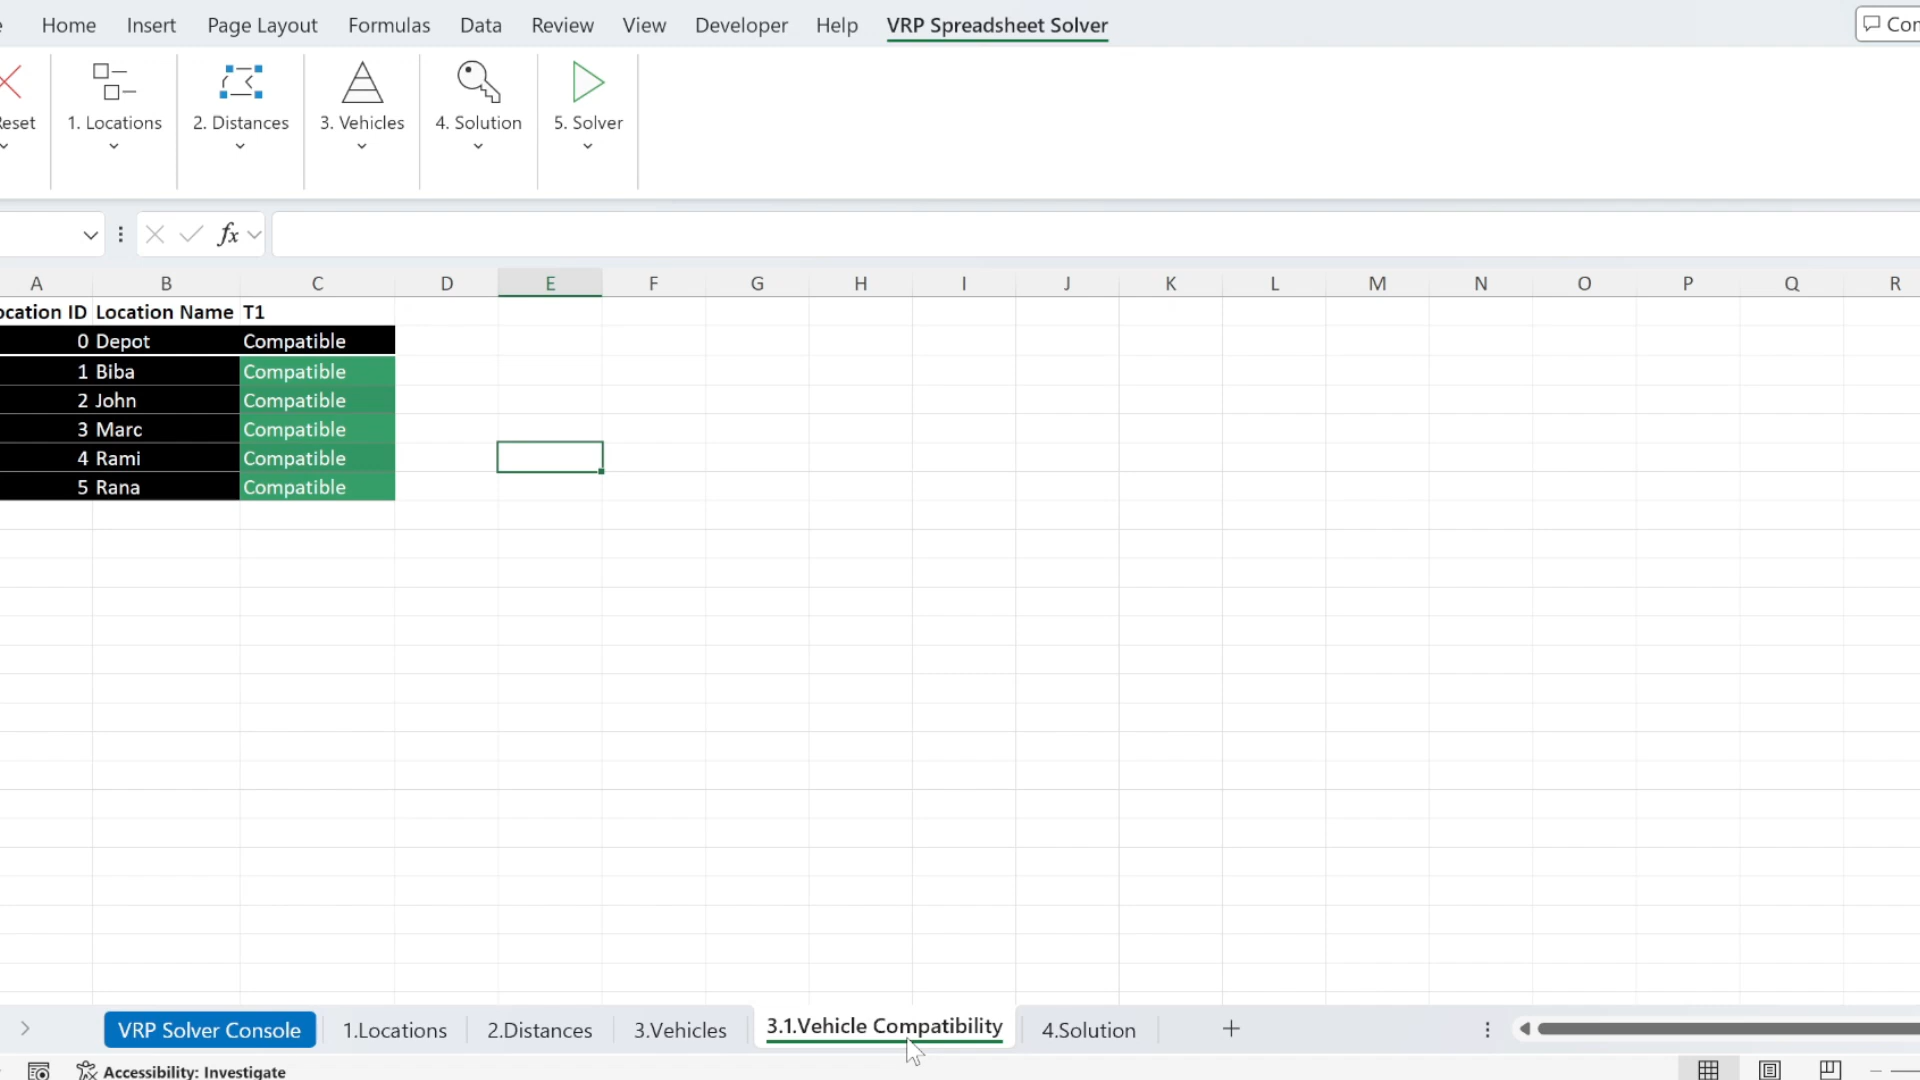 Home Insert Page Layout Formulas Data Review View Developer Help VRP Spreadsheet Solver
eset 1. Locations 2. Distances 3. Vehicles 4. Solution 5. Solver
fx
A B C D E F G H I J K L M N O P Q R
ocation ID Location Name T1
0 Depot Compatible
1 Biba Compatible
2 John Compatible
3 Marc Compatible
4 Rami Compatible
5 Rana Compatible
VRP Solver Console 1.Locations 2.Distances 3.Vehicles 3.1.Vehicle Compatibility 4.Solution
Accessibility: Investigate